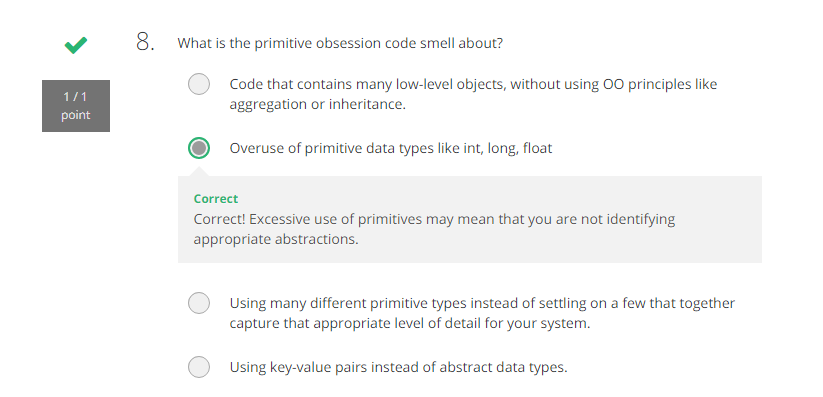 8. What is the primitive obsession code smell about?
1 / 1
point
Code that contains many low-level objects, without using OO principles like
aggregation or inheritance.
Overuse of primitive data types like int, long, float
Correct
Correct! Excessive use of primitives may mean that you are not identifying
appropriate abstractions.
Using many different primitive types instead of settling on a few that together
capture that appropriate level of detail for your system.
Using key-value pairs instead of abstract data types.